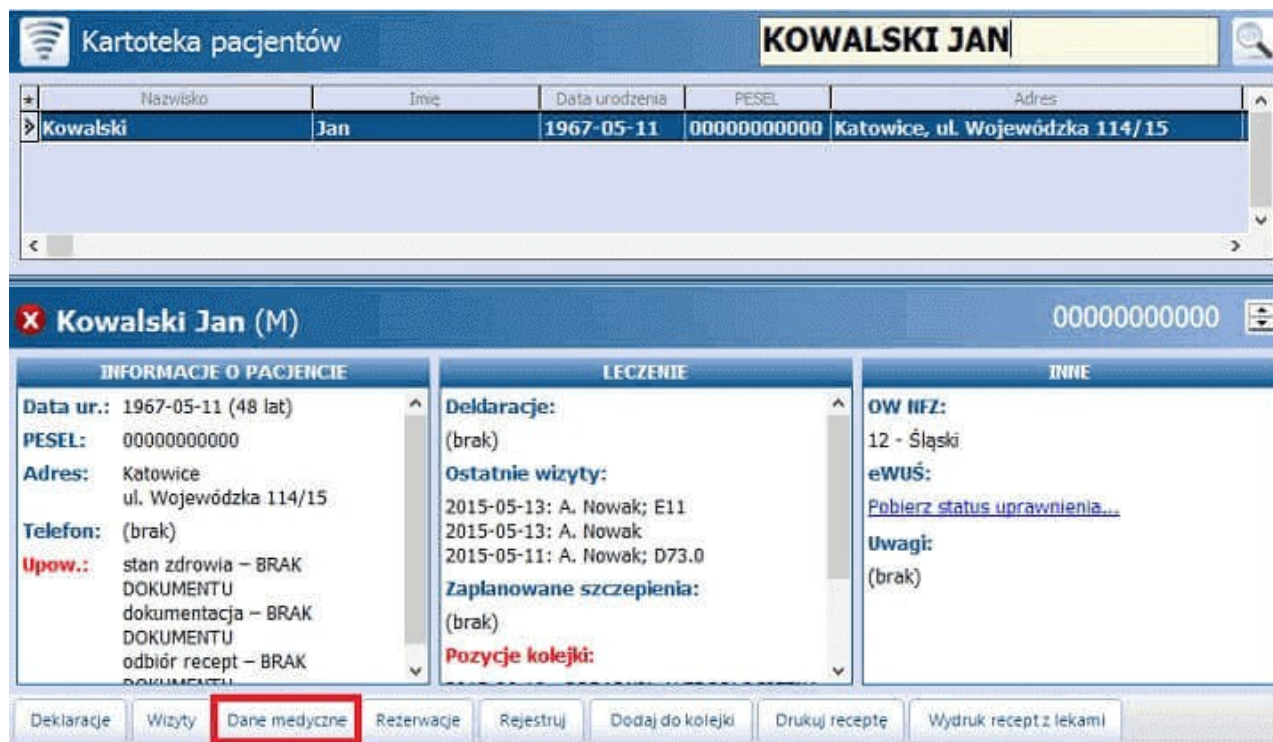 Kartoteka pacjentów
KOWALSKI JAN
Nazwisko Imię Data urodzenia PESEL Adres
Kowalski Jan 1967-05-11 00000000000 Katowice, ul. Wojewódzka 114/15
Kowalski Jan (M) 00000000000
INFORMACJE O PACJENCIE
Data ur.: 1967-05-11 (48 lat)
PESEL: 00000000000
Adres: Katowice
ul. Wojewódzka 114/15
Telefon: (brak)
Upow.: stan zdrowia – BRAK
DOKUMENTU
dokumentacja – BRAK
DOKUMENTU
odbiór recept – BRAK
DOKUMENTU
LECZENIE
Deklaracje:
(brak)
Ostatnie wizyty:
2015-05-13: A. Nowak; E11
2015-05-13: A. Nowak
2015-05-11: A. Nowak; D73.0
Zaplanowane szczepienia:
(brak)
Pozycje kolejki:
INNE
OW NFZ:
12 - Śląski
eWUŚ:
Pobierz status uprawnienia...
Uwagi:
(brak)
Deklaracje Wizyty Dane medyczne Rezerwacje Rejestruj Dodaj do kolejki Drukuj receptę Wydruk recept z lekami